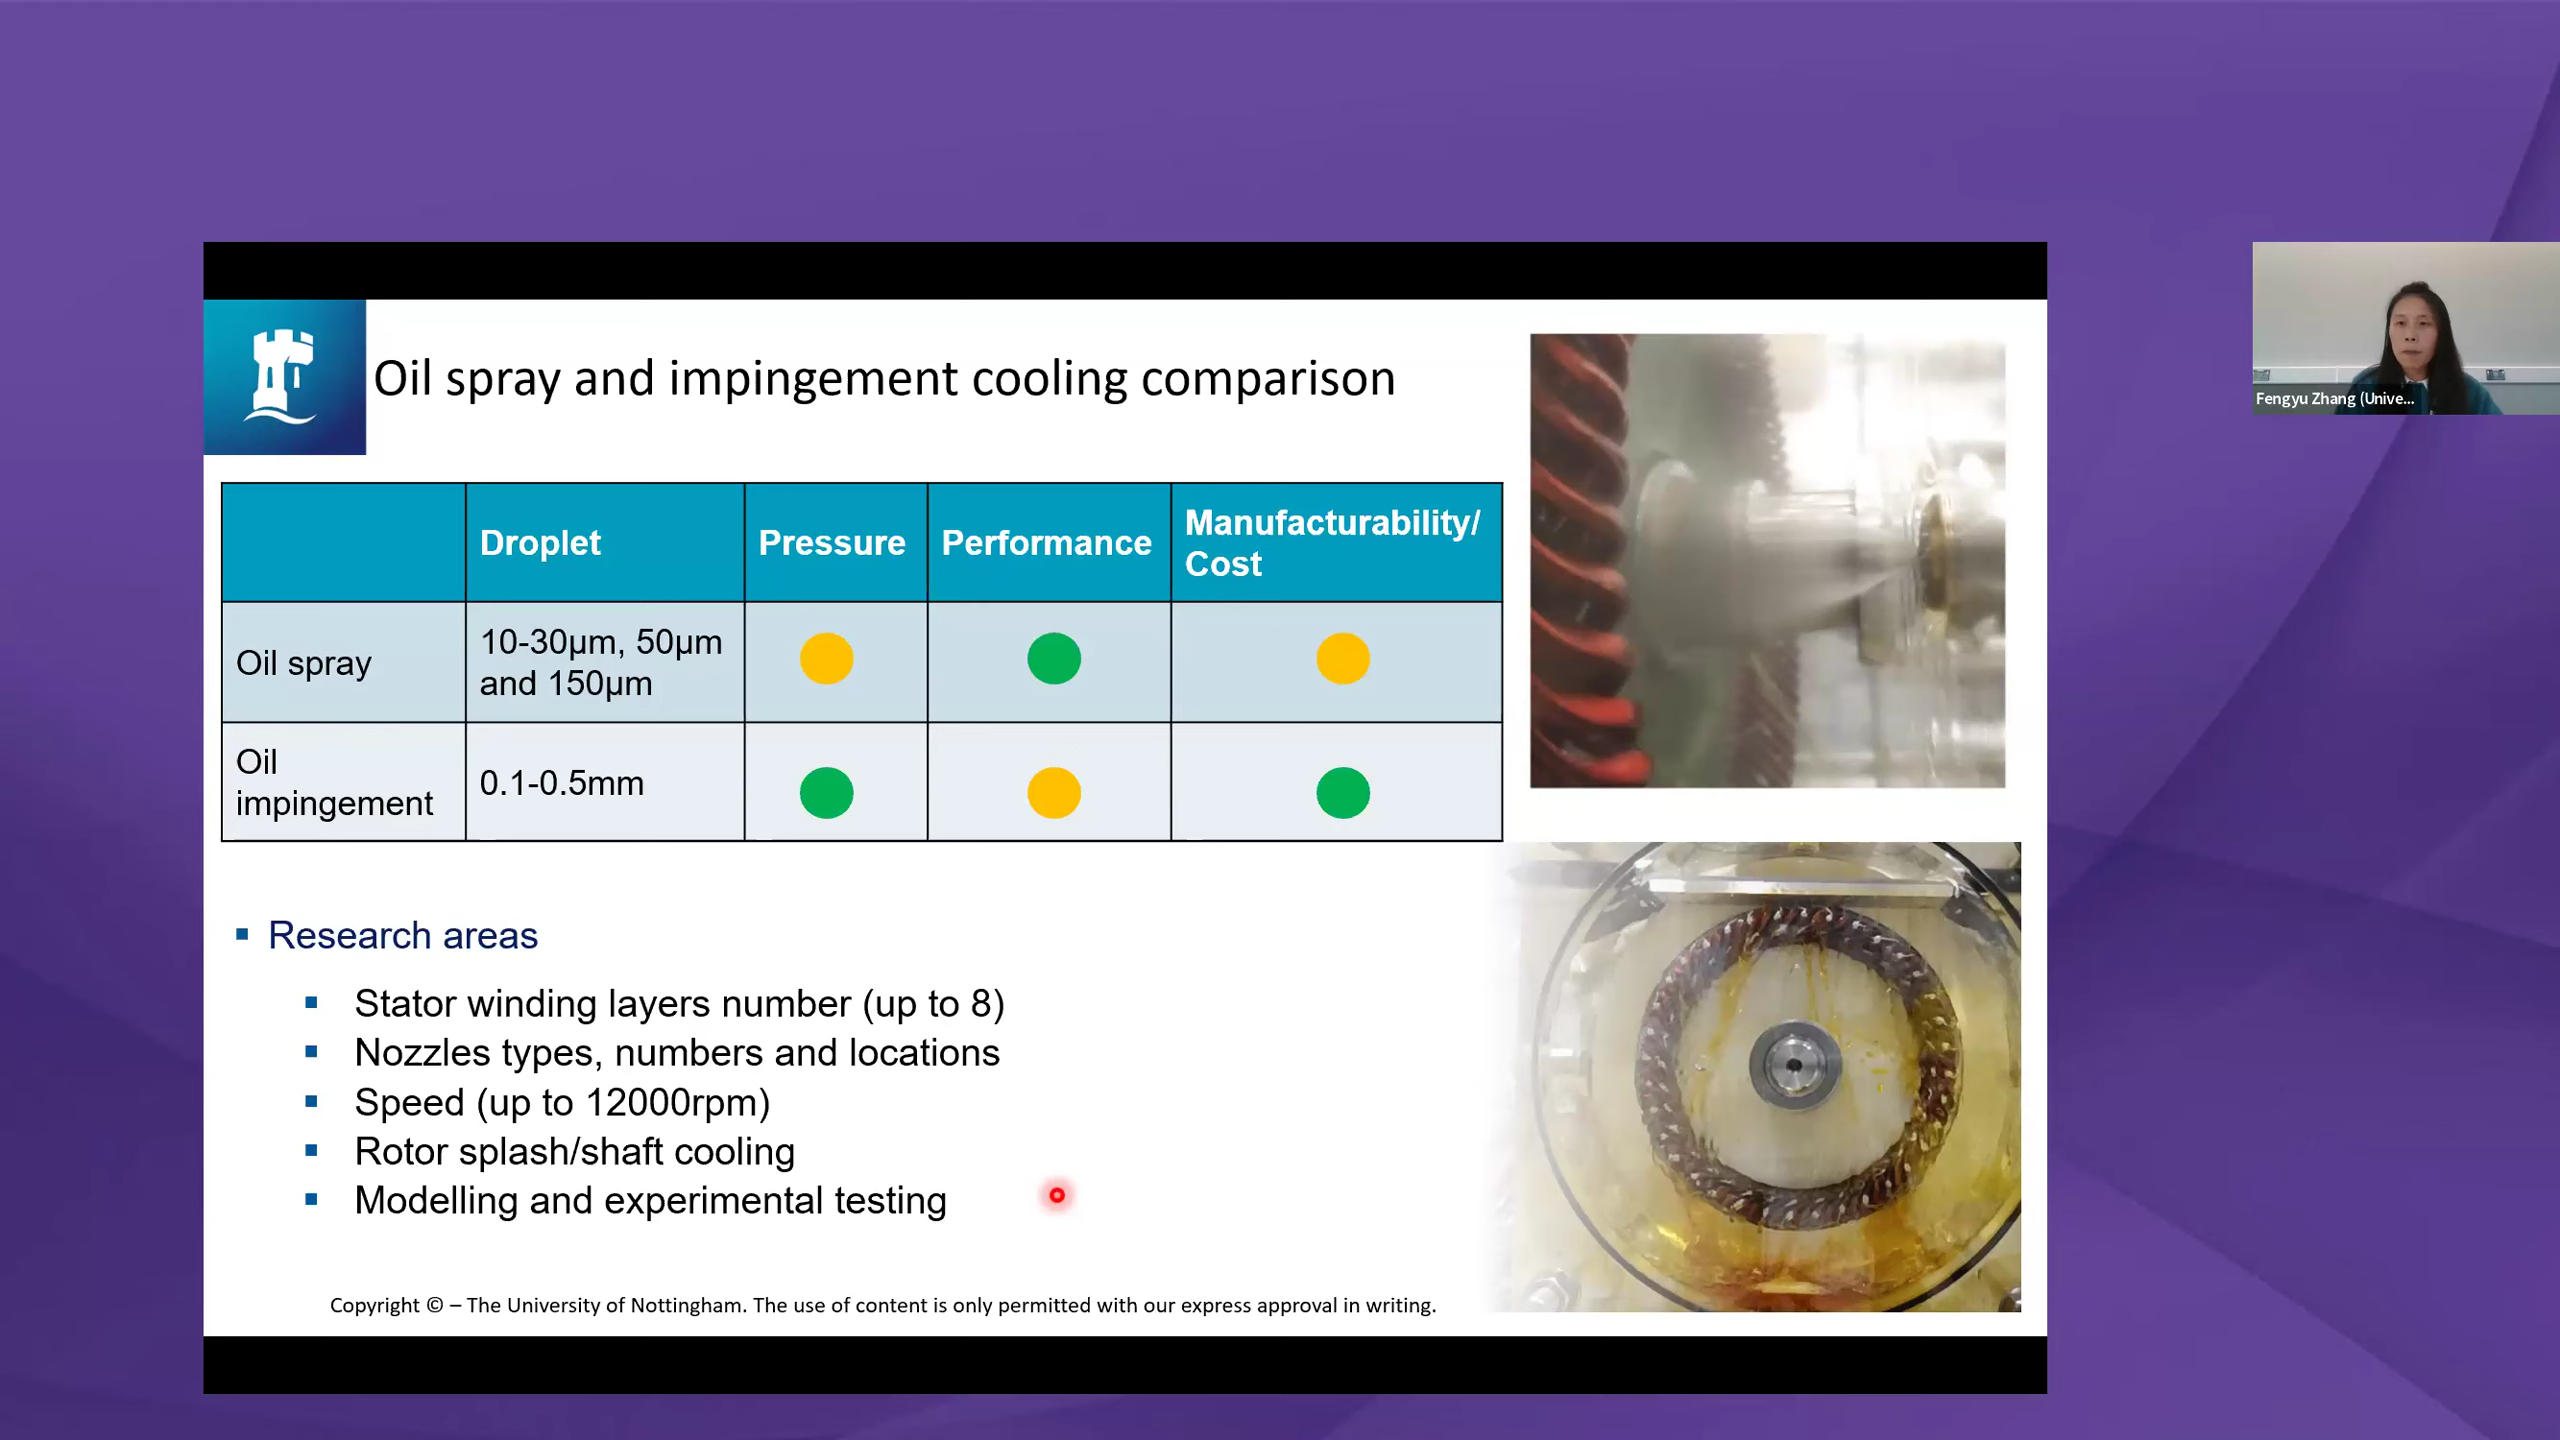 Oil spray and impingement cooling comparison
Droplet
Pressure
Performance
Manufacturability/
Cost
Oil spray
10-30µm, 50µm
and 150µm
Oil
impingement
0.1-0.5mm
Research areas
Stator winding layers number (up to 8)
Nozzles types, numbers and locations
Speed (up to 12000rpm)
Rotor splash/shaft cooling
Modelling and experimental testing
Copyright © – The University of Nottingham. The use of content is only permitted with our express approval in writing.
Fengyu Zhang (Unive...